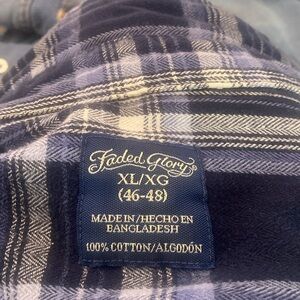 Faded Glory
XL/XG
(46-48)
MADE IN/HECHO EN
BANGLADESH
100% COTTON/ALGODÓN